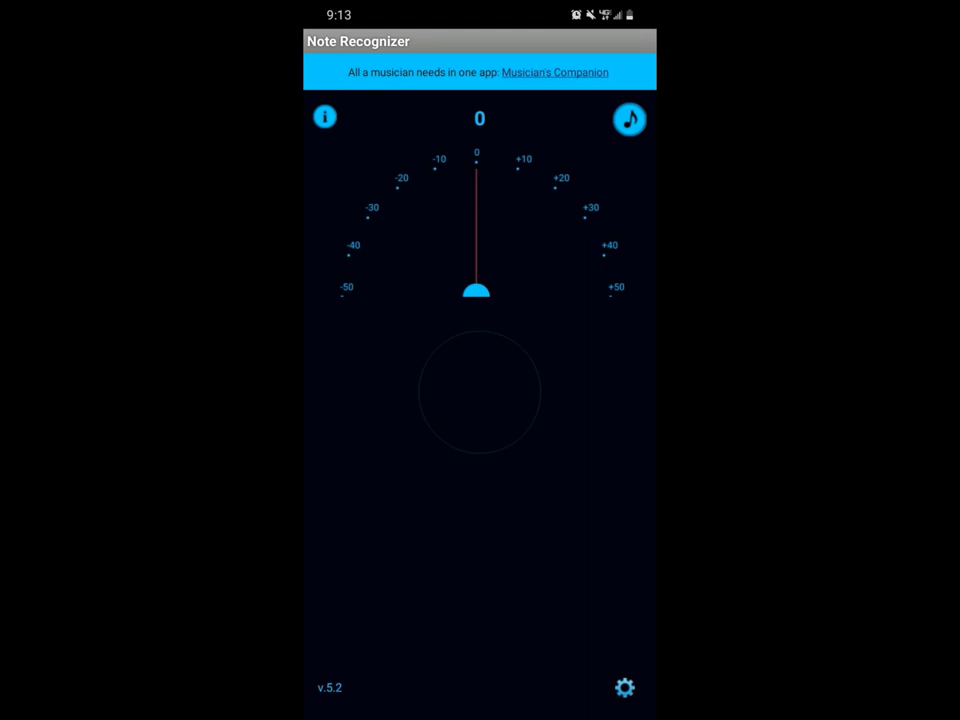 9:13
4G
Note Recognizer
All a musician needs in one app: Musician's Companion
i
0
0
-10
+10
-20
+20
-30
+30
-40
+40
-50
+50
v.5.2